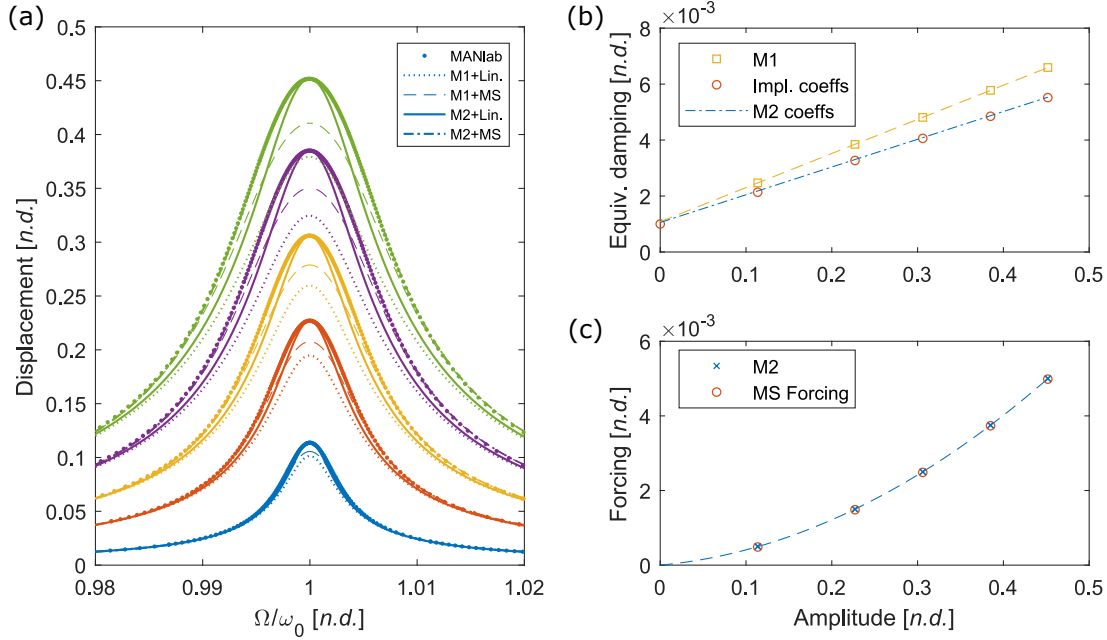 (a)
0.5
0.45
0.4
0.35
0.3
0.25
0.2
0.15
0.1
0.05
0
Displacement [n.d.]
0.98
0.99
1
1.01
1.02
Ω/ω0 [n.d.]
MANlab
M1+Lin.
M1+MS
M2+Lin.
M2+MS
(b)
×10-3
8
6
4
2
0
Equiv. damping [n.d.]
M1
Impl. coeffs
M2 coeffs
0
0.1
0.2
0.3
0.4
0.5
(c)
×10-3
6
4
2
0
Forcing [n.d.]
M2
MS Forcing
0
0.1
0.2
0.3
0.4
0.5
Amplitude [n.d.]